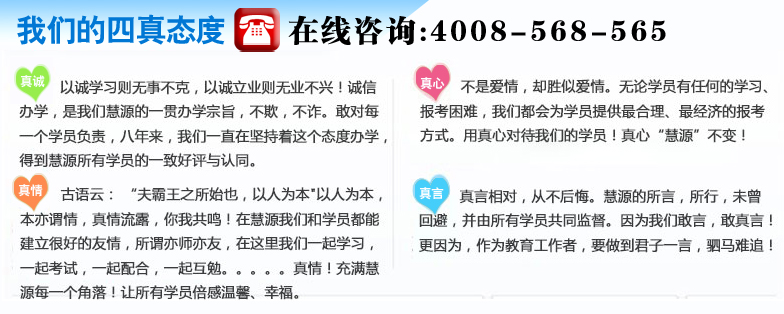 我们的四真态度
在线咨询:4008-568-565
真诚
以诚学习则无事不克，以诚立业则无业不兴！诚信
办学，是我们慧源的一贯办学宗旨，不欺，不诈。敢对每
一个学员负责，八年来，我们一直在坚持着这个态度办学，
得到慧源所有学员的一致好评与认同。
真心
不是爱情，却胜似爱情。无论学员有任何的学习、
报考困难，我们都会为学员提供最合理、最经济的报考
方式。用真心对待我们的学员！真心“慧源”不变！
真情
古语云：“夫霸王之所始也，以人为本"以人为本，
本亦谓情，真情流露，你我共鸣！在慧源我们和学员都能
建立很好的友情，所谓亦师亦友，在这里我们一起学习，
一起考试，一起配合，一起互勉。。。。。真情！充满慧
源每一个角落！让所有学员倍感温馨、幸福。
真言
真言相对，从不后悔。慧源的所言，所行，未曾
回避，并由所有学员共同监督。因为我们敢言，敢真言！
更因为，作为教育工作者，要做到君子一言，驷马难追！